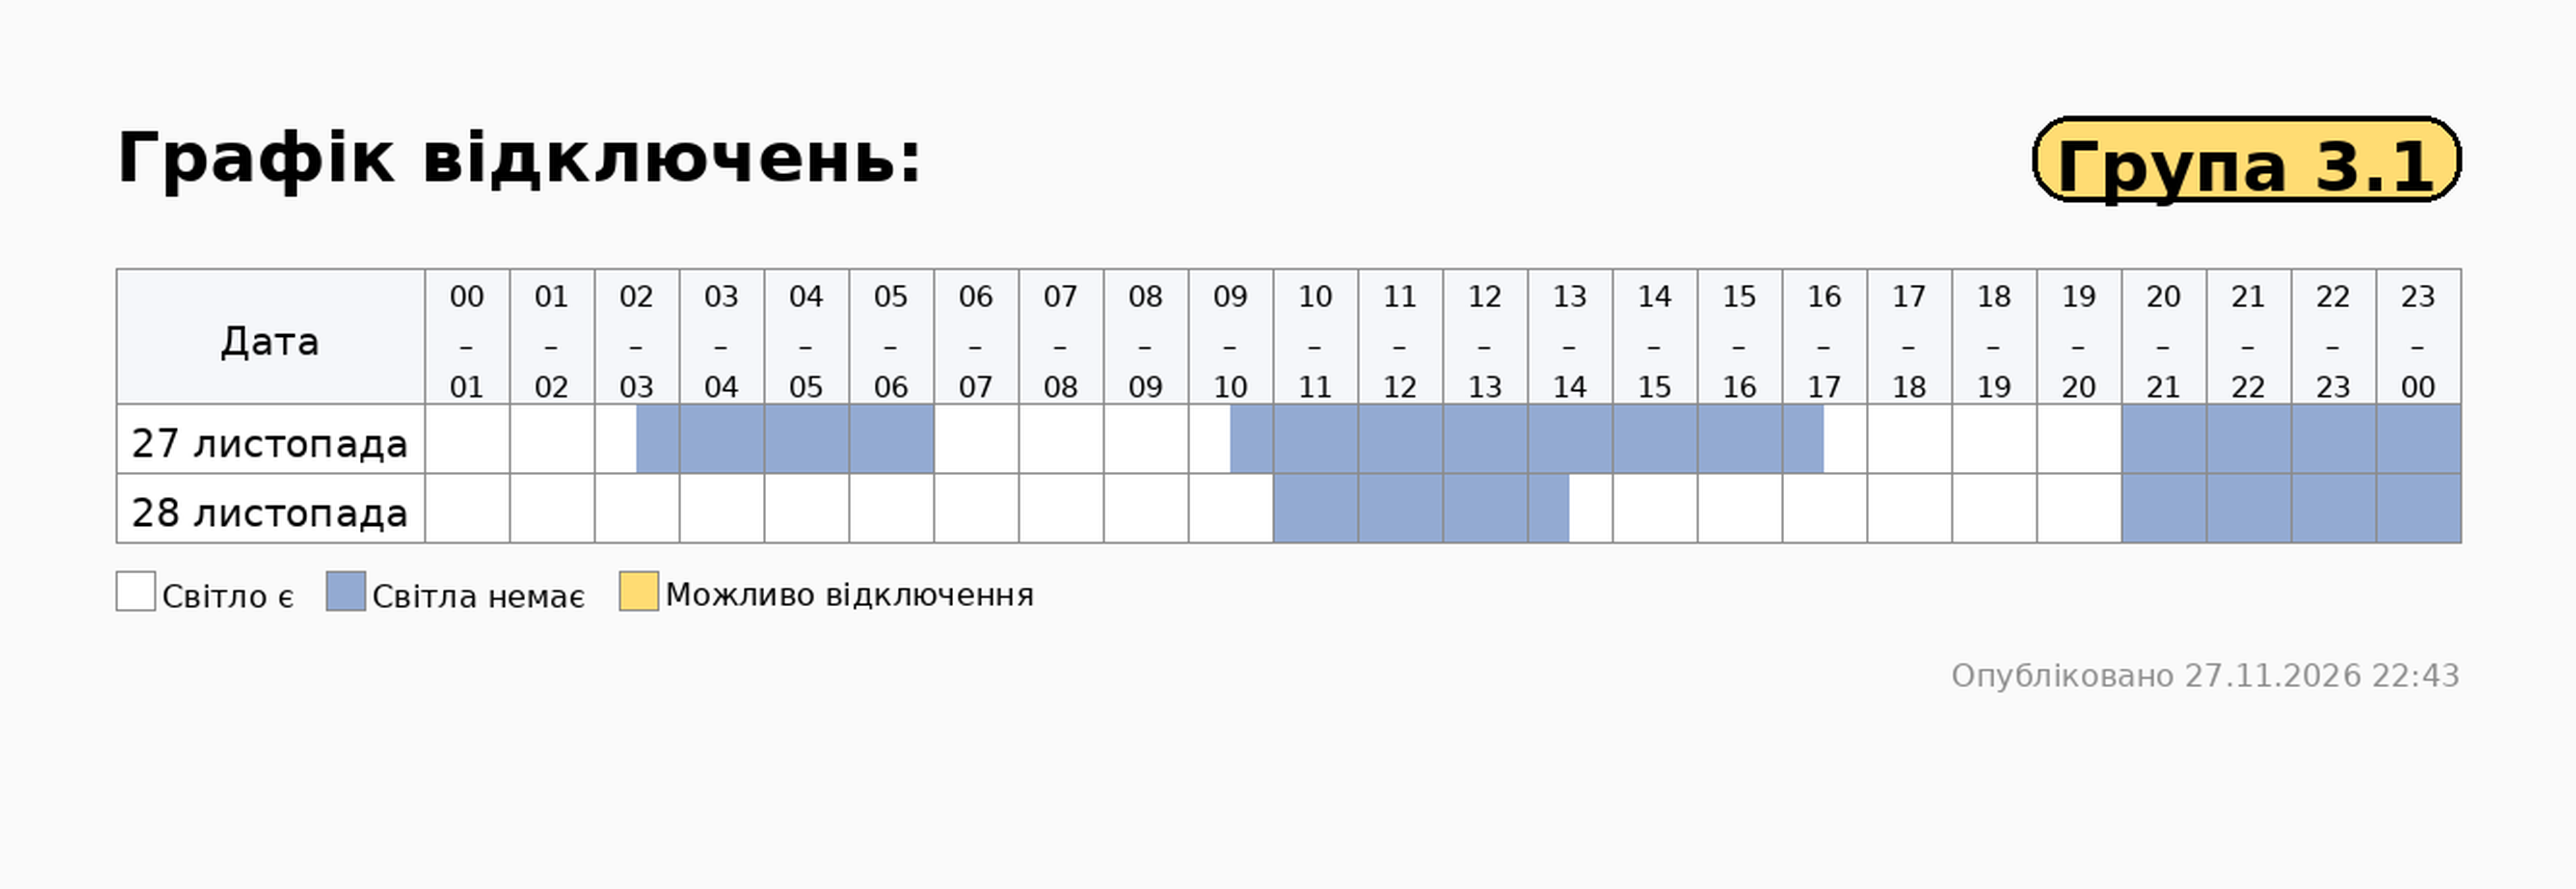 Графік відключень:
Група 3.1
Дата 00 – 01 01 – 02 02 – 03 03 – 04 04 – 05 05 – 06 06 – 07 07 – 08 08 – 09 09 – 10 10 – 11 11 – 12 12 – 13 13 – 14 14 – 15 15 – 16 16 – 17 17 – 18 18 – 19 19 – 20 20 – 21 21 – 22 22 – 23 23 – 00
27 листопада
28 листопада
Світло є Світла немає Можливо відключення
Опубліковано 27.11.2026 22:43